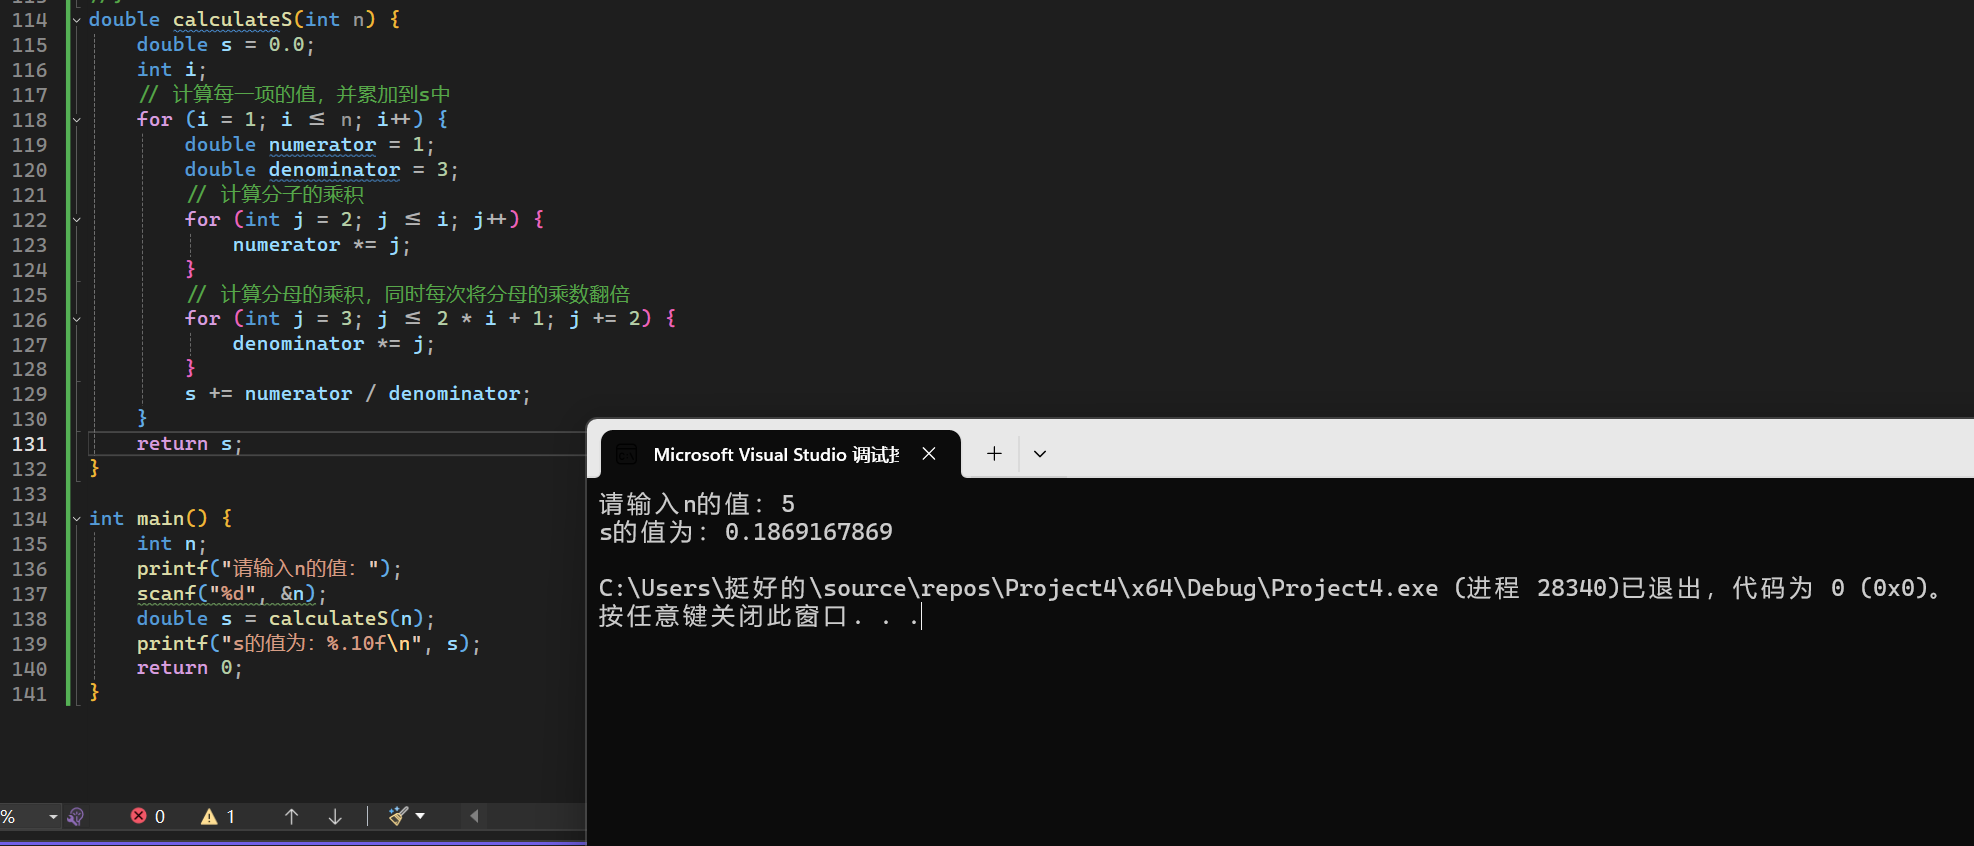 114 double calculateS(int n) {
115 double s = 0.0;
116 int i;
117 // 计算每一项的值，并累加到s中
118 for (i = 1; i <= n; i++) {
119 double numerator = 1;
120 double denominator = 3;
121 // 计算分子的乘积
122 for (int j = 2; j <= i; j++) {
123 numerator *= j;
124 }
125 // 计算分母的乘积，同时每次将分母的乘数翻倍
126 for (int j = 3; j <= 2 * i + 1; j += 2) {
127 denominator *= j;
128 }
129 s += numerator / denominator;
130 }
131 return s;
132 }
133
134 int main() {
135 int n;
136 printf("请输入n的值：");
137 scanf("%d", &n);
138 double s = calculateS(n);
139 printf("s的值为：%.10f\n", s);
140 return 0;
141 }
% 0 1
Microsoft Visual Studio 调试
请输入n的值：5
s的值为：0.1869167869
C:\Users\挺好的\source\repos\Project4\x64\Debug\Project4.exe (进程 28340)已退出，代码为 0 (0x0)。
按任意键关闭此窗口. . .